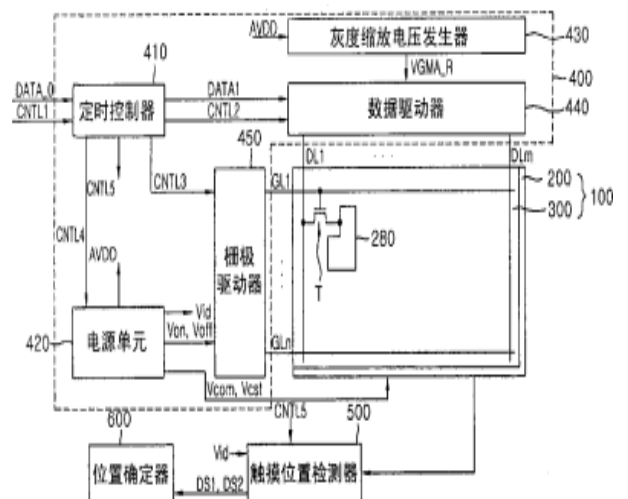 AVDD
灰度缩放电压发生器
430
410
VGMA_R
400
DATA_0
DATA1
CNTL1
定时控制器
CNTL2
数据驱动器
440
450
DL1
...
DLm
CNTL5
CNTL3
GL1
200
300
100
CNTL4
AVDD
栅极
驱动器
280
T
Vid
Von, Voff
420
电源单元
GLn
Vcom, Vcst
600
CNTL5
500
Vid
位置确定器
DS1, DS2
触摸位置检测器